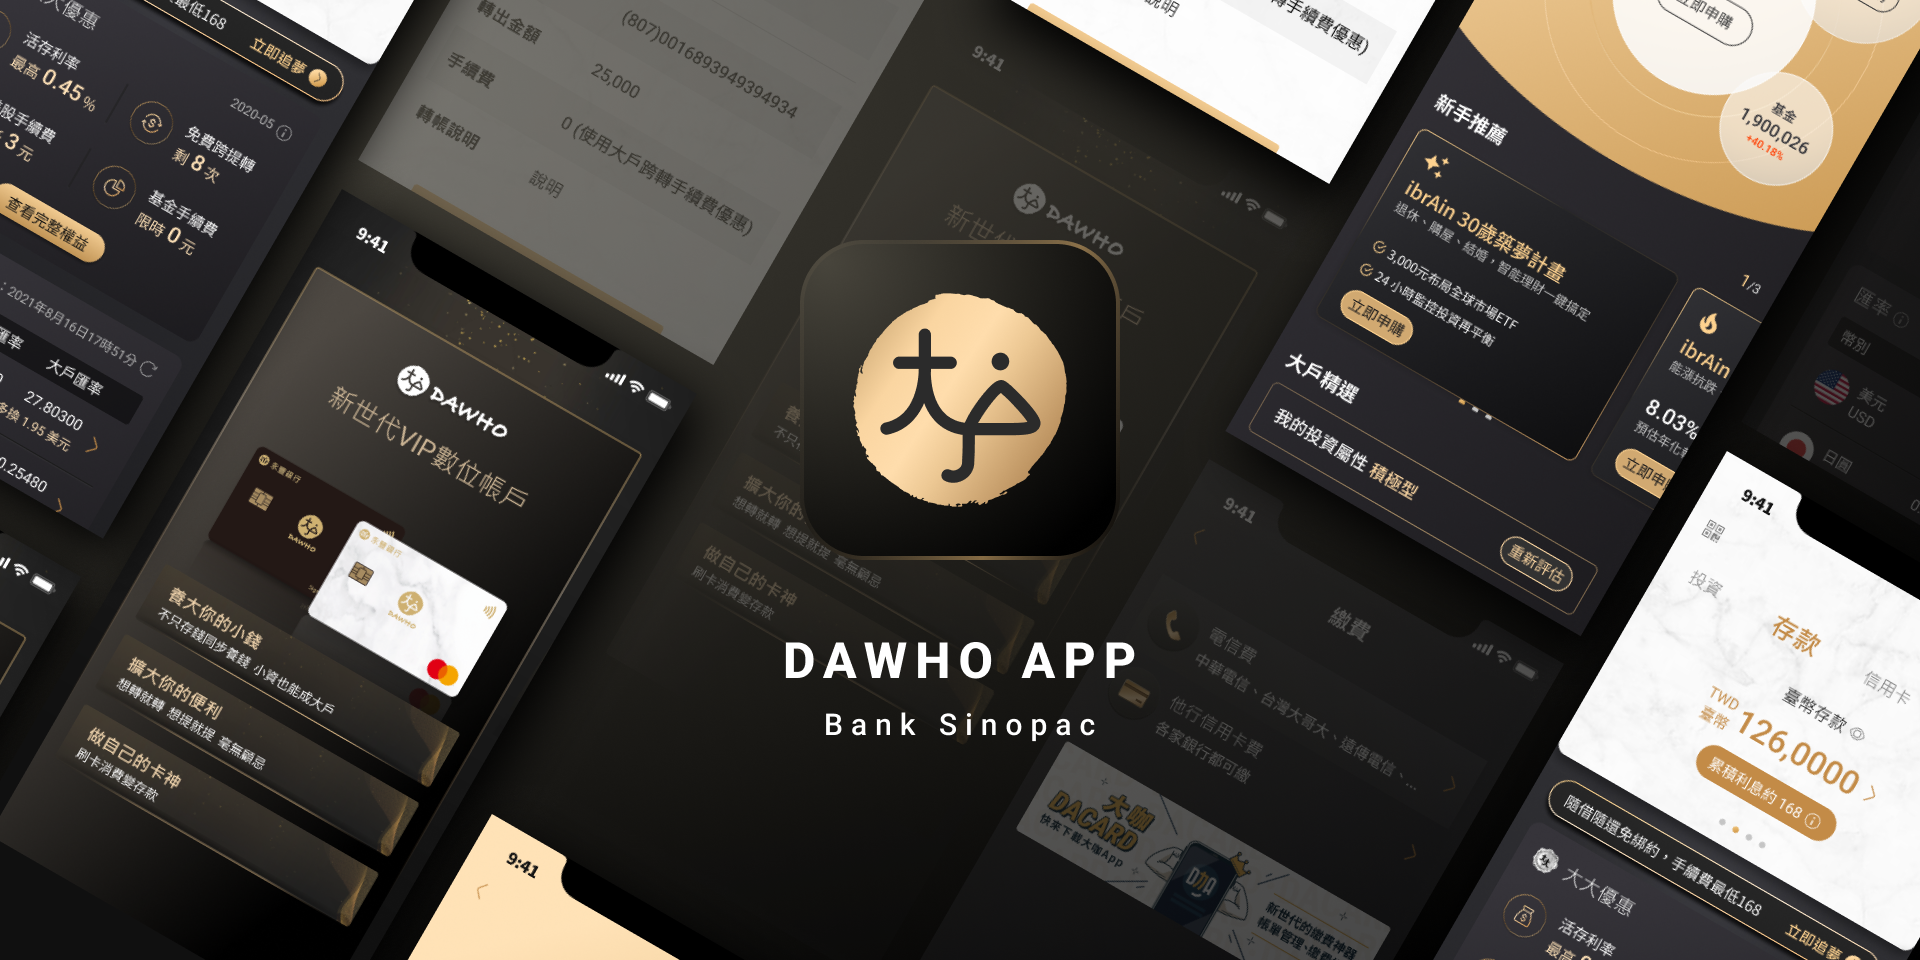 大大優惠
最低168
立即追夢
活存利率
最高 0.45 %
2020-05
免費跨提轉
剩 8 次
股手續費
3 元
基金手續費
限時 0 元
查看完整權益
：2021年8月16日17時51分
匯率
大戶匯率
27.80300
多換 1.95 美元
0.25480
轉出金額
(807)0016893949394934
手續費
25,000
轉帳說明
0 (使用大戶跨轉手續費優惠)
說明
9:41
DAWHO
新世代VIP數位帳戶
永豐銀行
DAWHO
永豐銀行
DAWHO
養大你的小錢
不只存錢同步養錢 小資也能成大戶
擴大你的便利
想轉就轉 想提就提 毫無顧忌
做自己的卡神
刷卡消費變存款
9:41
DAWHO
新世代
戶
養
不只
擴大你的
想轉就轉 想提就提 毫無顧忌
做自己的卡神
刷卡消費變存款
說明
轉手續費優惠)
DAWHO APP
Bank Sinopac
9:41
9:41
繳費
電信費
中華電信、台灣大哥大、遠傳電信、...
他行信用卡費
各家銀行都可繳
大咖
DACARD
快來下載大咖App
新世代的繳費神器
立即申購
基金
1,900,026
+40.18%
新手推薦
ibrAin 30歲築夢計畫
退休、購屋、結婚，智能理財一鍵搞定
3,000元布局全球市場ETF
24 小時監控投資再平衡
立即申購
1/3
ibrAin
能漲抗跌
8.03%
預估年化
立即申
大戶精選
我的投資屬性 積極型
重新評估
匯率
幣別
美元
USD
日圓
9:41
投資
存款
信用卡
臺幣存款
TWD
臺幣
126,0000
累積利息約 168
隨借隨還免綁約，手續費最低168
立即追夢
大大優惠
活存利率
最高